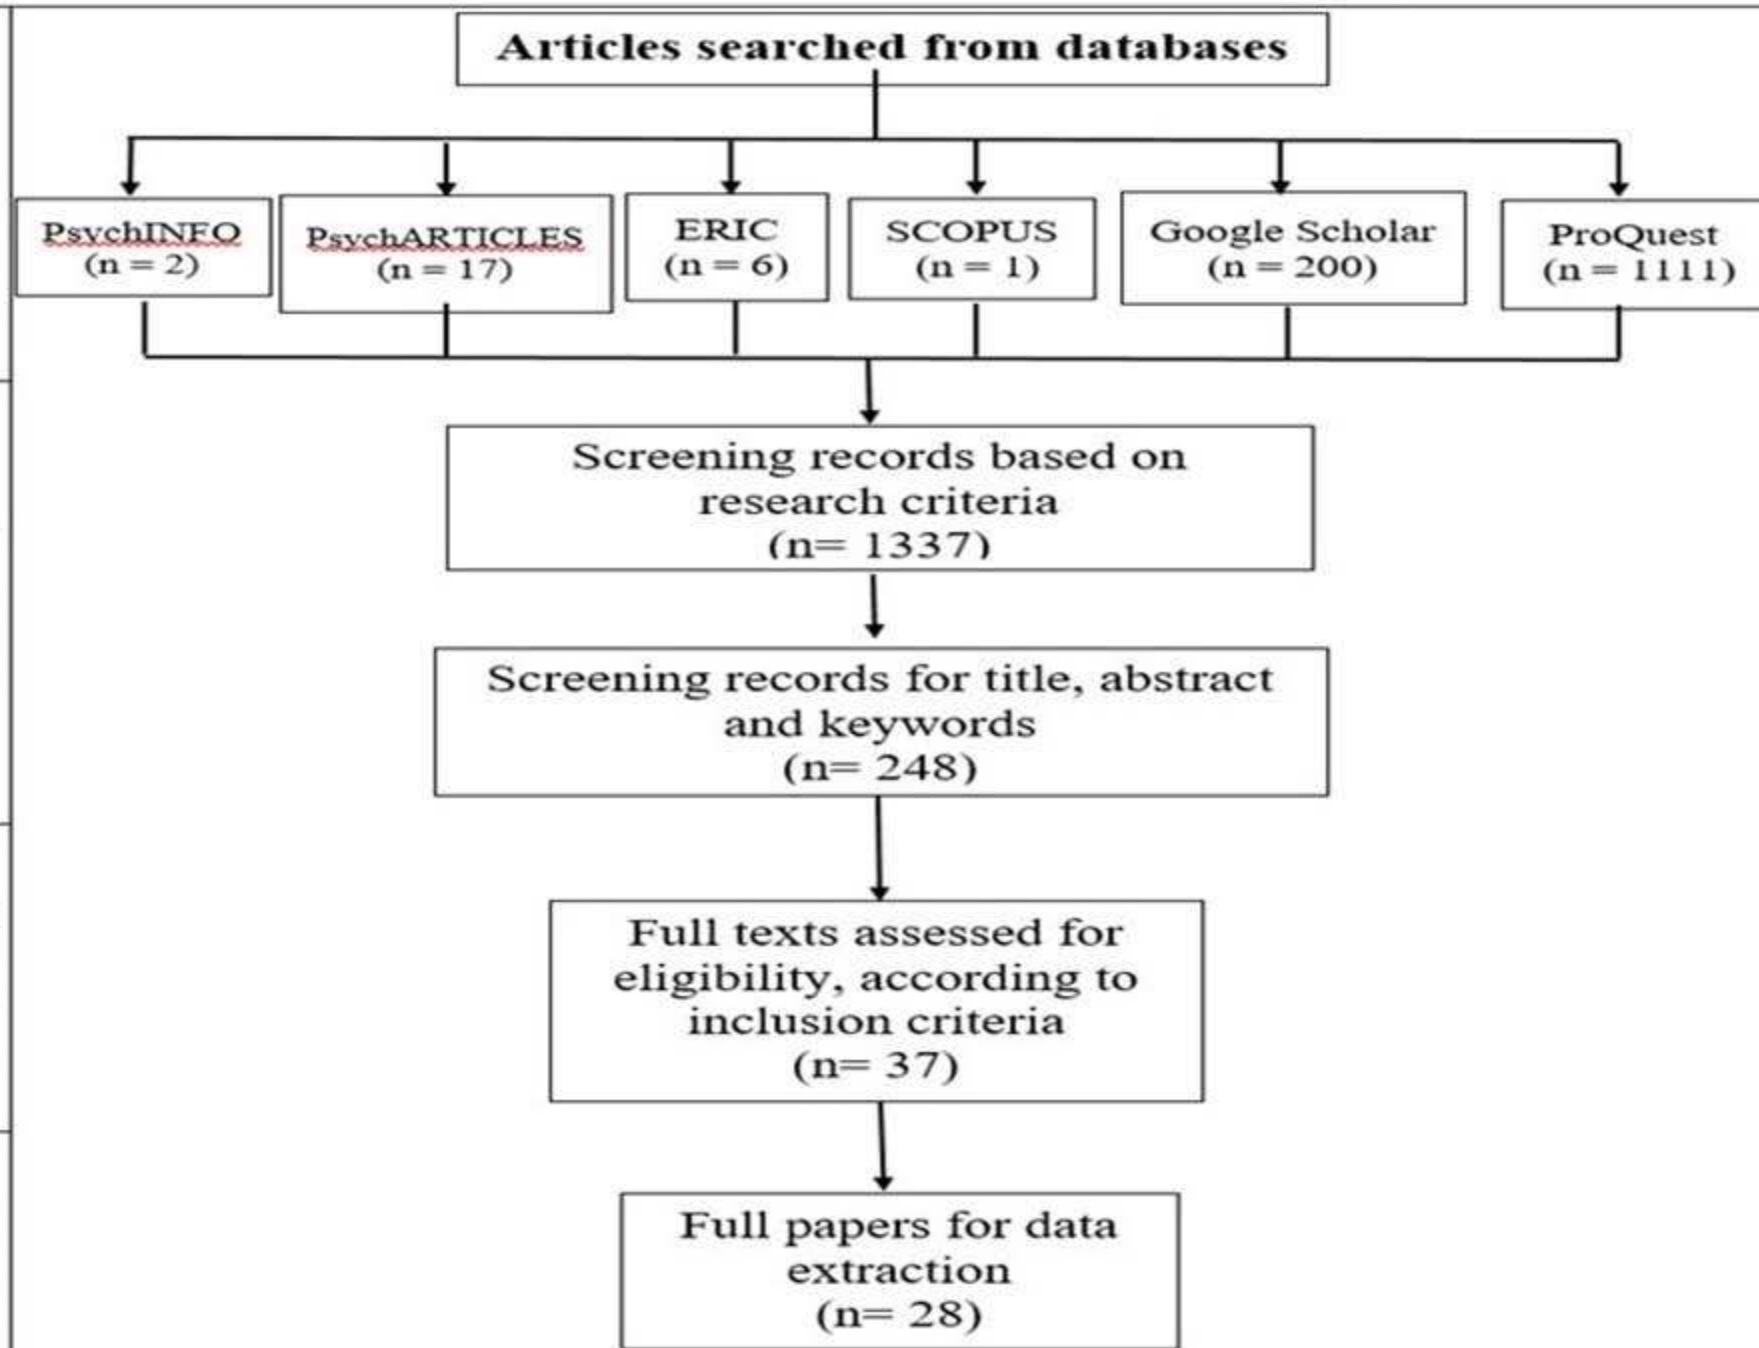 Articles searched from databases
PsychINFO
(n = 2)
PsychARTICLES
(n = 17)
ERIC
(n = 6)
SCOPUS
(n = 1)
Google Scholar
(n = 200)
ProQuest
(n = 1111)
Screening records based on
research criteria
(n= 1337)
Screening records for title, abstract
and keywords
(n= 248)
Full texts assessed for
eligibility, according to
inclusion criteria
(n= 37)
Full papers for data
extraction
(n= 28)